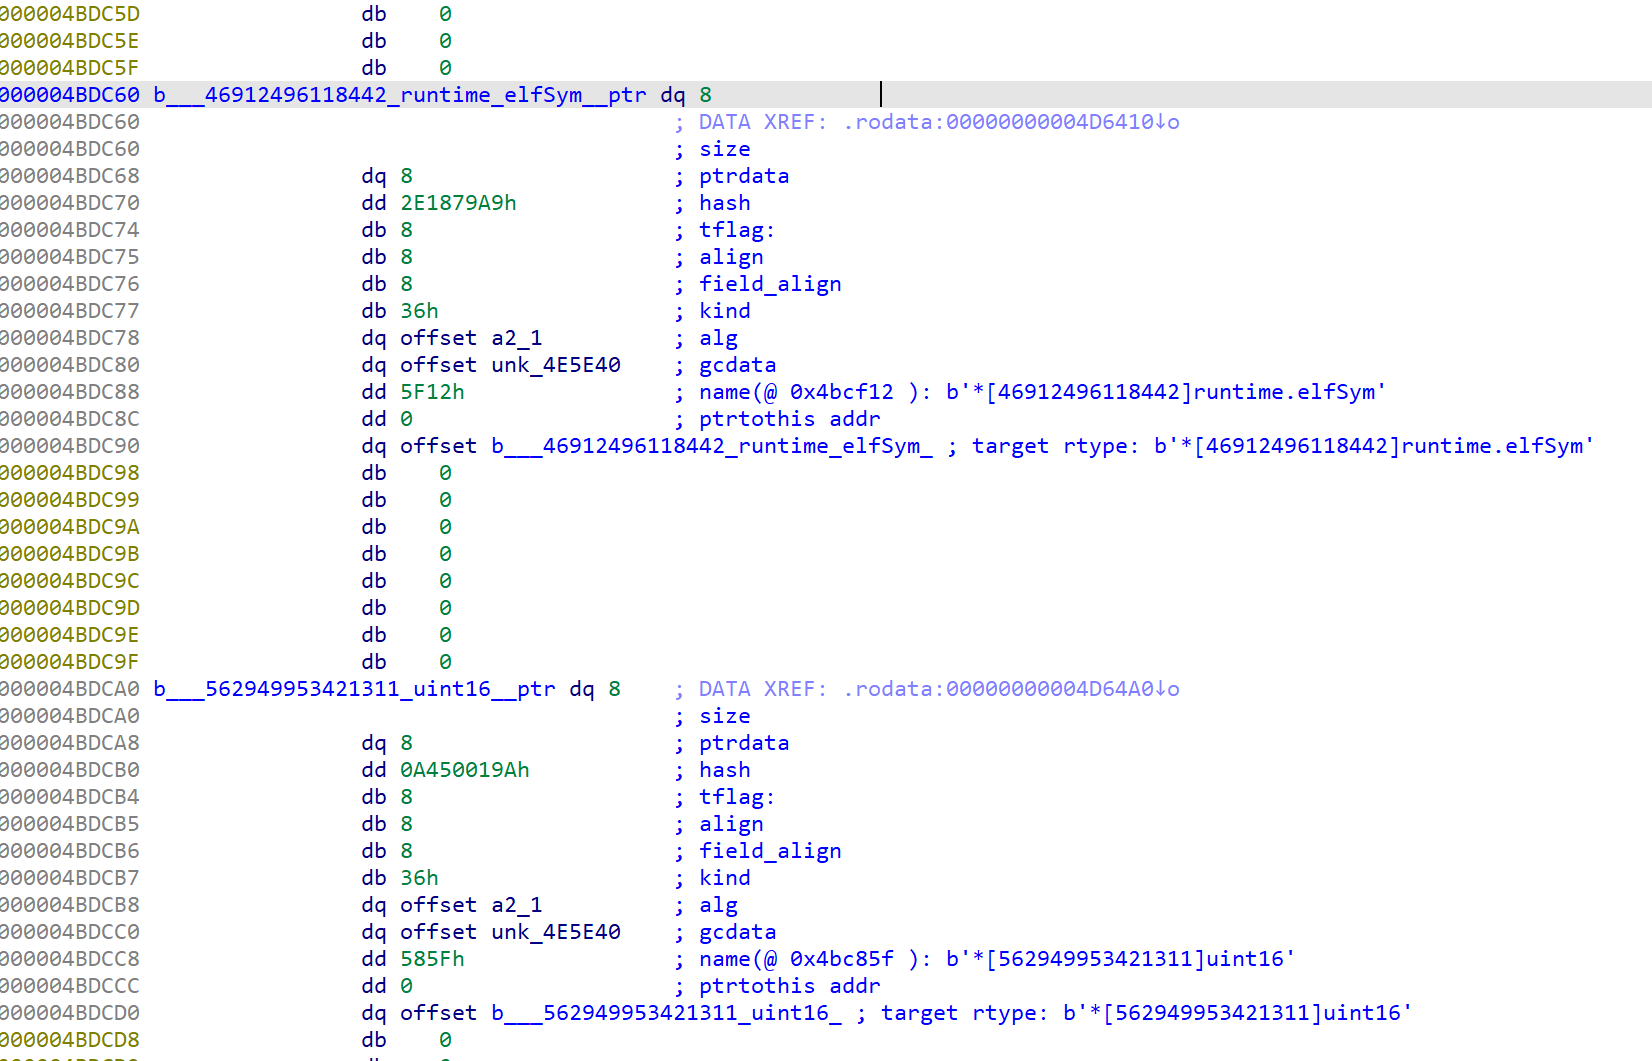 000004BDC5D db 0
000004BDC5E db 0
000004BDC5F db 0
000004BDC60 b___46912496118442_runtime_elfSym__ptr dq 8
000004BDC60 ; DATA XREF: .rodata:00000000004D6410↓o
000004BDC60 ; size
000004BDC68 dq 8 ; ptrdata
000004BDC70 dd 2E1879A9h ; hash
000004BDC74 db 8 ; tflag:
000004BDC75 db 8 ; align
000004BDC76 db 8 ; field_align
000004BDC77 db 36h ; kind
000004BDC78 dq offset a2_1 ; alg
000004BDC80 dq offset unk_4E5E40 ; gcdata
000004BDC88 dd 5F12h ; name(@ 0x4bcf12 ): b'*[46912496118442]runtime.elfSym'
000004BDC8C dd 0 ; ptrtothis addr
000004BDC90 dq offset b___46912496118442_runtime_elfSym_ ; target rtype: b'*[46912496118442]runtime.elfSym'
000004BDC98 db 0
000004BDC99 db 0
000004BDC9A db 0
000004BDC9B db 0
000004BDC9C db 0
000004BDC9D db 0
000004BDC9E db 0
000004BDC9F db 0
000004BDCA0 b___562949953421311_uint16__ptr dq 8 ; DATA XREF: .rodata:00000000004D64A0↓o
000004BDCA0 ; size
000004BDCA8 dq 8 ; ptrdata
000004BDCB0 dd 0A450019Ah ; hash
000004BDCB4 db 8 ; tflag:
000004BDCB5 db 8 ; align
000004BDCB6 db 8 ; field_align
000004BDCB7 db 36h ; kind
000004BDCB8 dq offset a2_1 ; alg
000004BDCC0 dq offset unk_4E5E40 ; gcdata
000004BDCC8 dd 585Fh ; name(@ 0x4bc85f ): b'*[562949953421311]uint16'
000004BDCCC dd 0 ; ptrtothis addr
000004BDCD0 dq offset b___562949953421311_uint16_ ; target rtype: b'*[562949953421311]uint16'
000004BDCD8 db 0